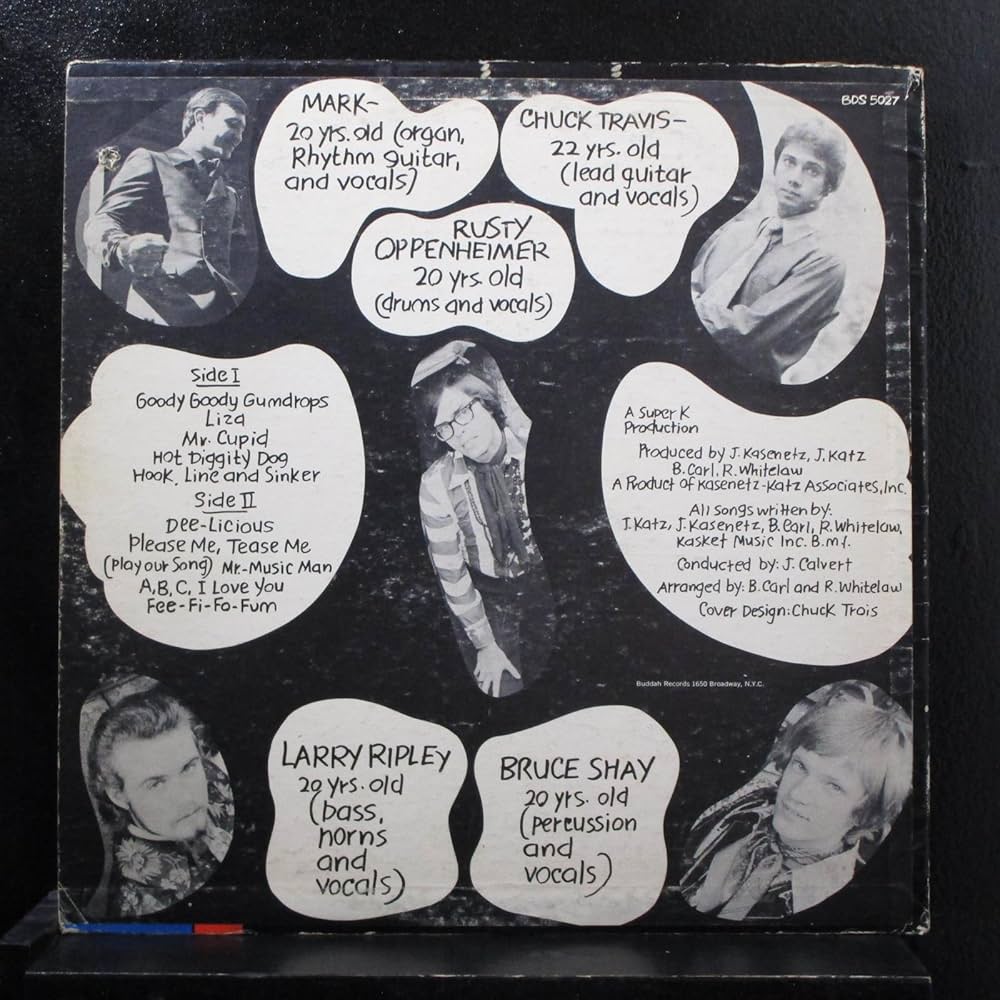 BDS 5027
MARK-
20 yrs. old (organ,
Rhythm guitar,
and vocals)
CHUCK TRAVIS-
22 yrs. old
(lead guitar
and vocals)
RUSTY
OPPENHEIMER
20 yrs. old
(drums and vocals)
Side I
Goody Goody Gumdrops
Liza
Mr. Cupid
Hot Diggity Dog
Hook, Line and Sinker
Side II
Dee-Licious
Please Me, Tease Me
(Play our Song) Mr. Music Man
A,B,C, I Love You
Fee-Fi-Fo-Fum
A Super K
Production
Produced by J. Kasenetz, J. Katz
B. Carl, R. Whitelaw
A Product of Kasenetz-Katz Associates, Inc.
All songs written by:
J. Katz, J. Kasenetz, B. Carl, R. Whitelaw,
Kasket Music Inc. B.M.I.
Conducted by: J. Calvert
Arranged by: B. Carl and R. Whitelaw
Cover Design: Chuck Trois
Buddah Records 1650 Broadway, N.Y.C.
LARRY RIPLEY
20 yrs. old
(bass,
horns
and
vocals)
BRUCE SHAY
20 yrs. old
(percussion
and
vocals)